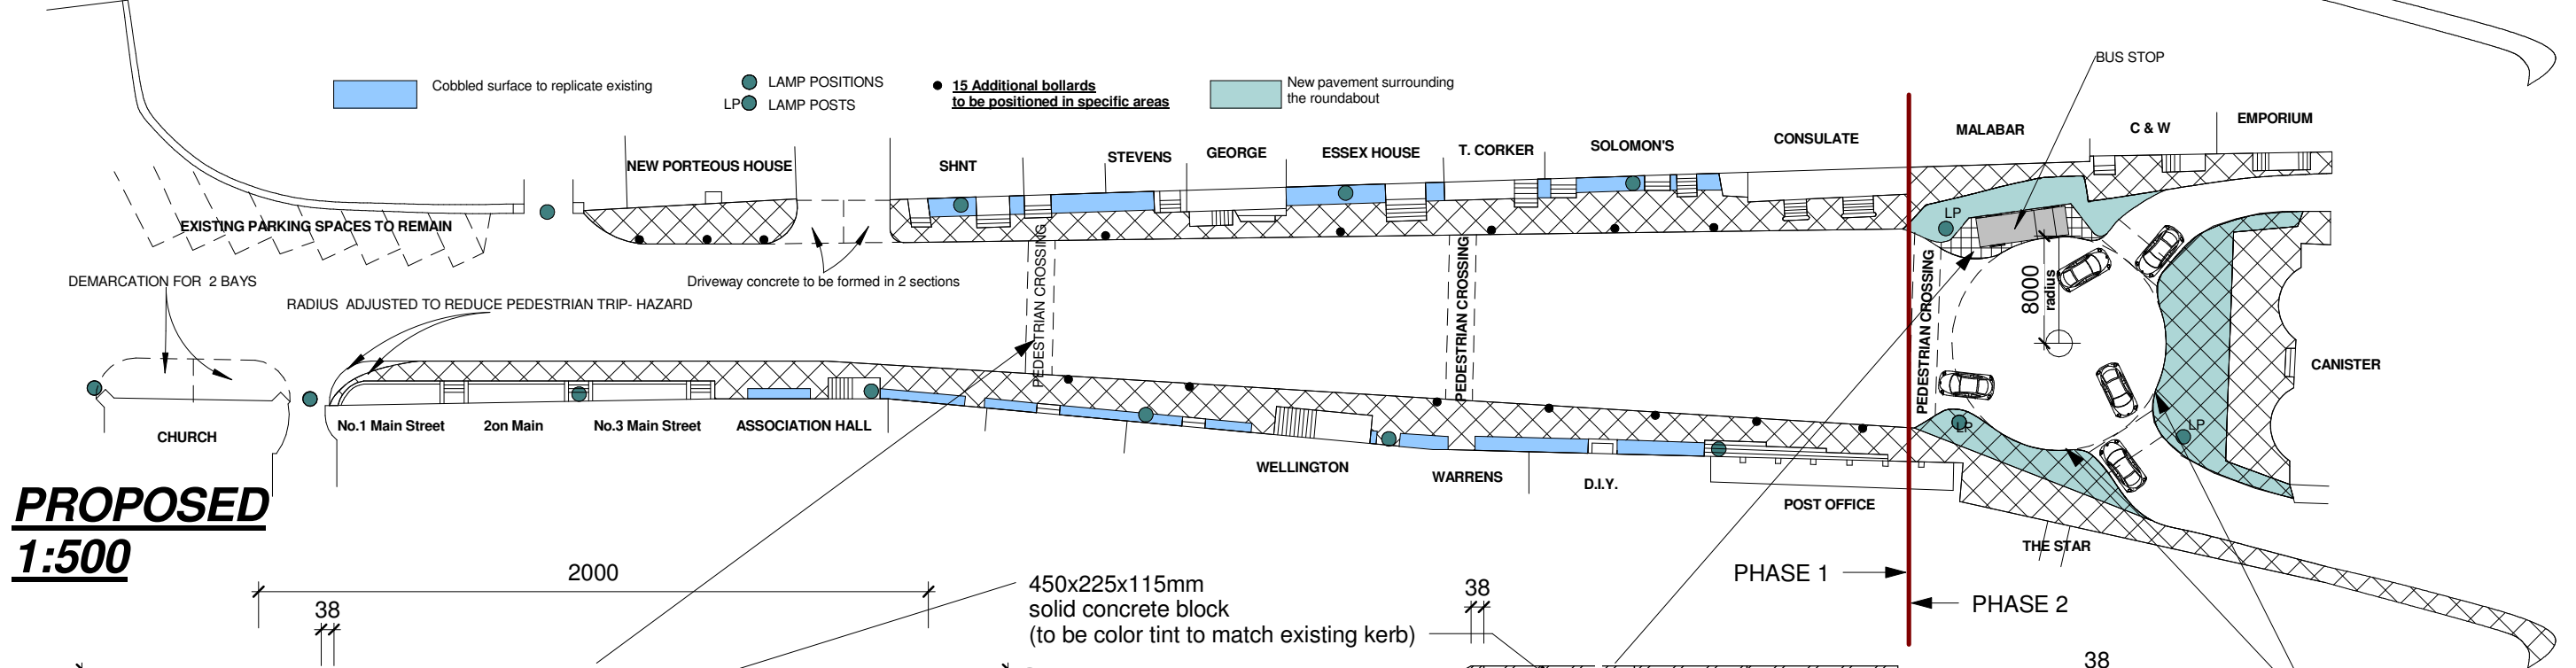 BUS STOP
Cobbled surface to replicate existing
LAMP POSITIONS
LP LAMP POSTS
15 Additional bollards
to be positioned in specific areas
New pavement surrounding
the roundabout
NEW PORTEOUS HOUSE
SHNT
STEVENS
GEORGE
ESSEX HOUSE
T. CORKER
SOLOMON'S
CONSULATE
MALABAR
C & W
EMPORIUM
EXISTING PARKING SPACES TO REMAIN
LP
DEMARCATION FOR 2 BAYS
Driveway concrete to be formed in 2 sections
RADIUS ADJUSTED TO REDUCE PEDESTRIAN TRIP- HAZARD
PEDESTRIAN CROSSING
PEDESTRIAN CROSSING
PEDESTRIAN CROSSING
8000
radius
CANISTER
CHURCH
No.1 Main Street
2on Main
No.3 Main Street
ASSOCIATION HALL
LP
LP
WELLINGTON
WARRENS
D.I.Y.
POST OFFICE
THE STAR
PROPOSED
1:500
2000
38
450x225x115mm
solid concrete block
(to be color tint to match existing kerb)
38
PHASE 1
PHASE 2
38